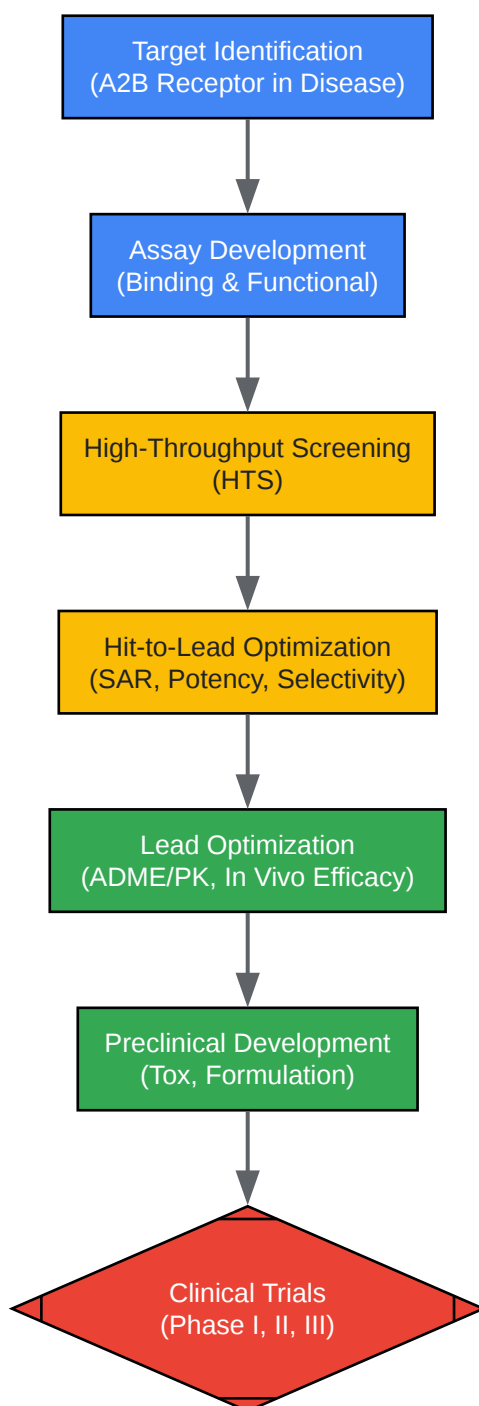 Target Identification
(A2B Receptor in Disease)
Assay Development
(Binding & Functional)
High-Throughput Screening
(HTS)
Hit-to-Lead Optimization
(SAR, Potency, Selectivity)
Lead Optimization
(ADME/PK, In Vivo Efficacy)
Preclinical Development
(Tox, Formulation)
Clinical Trials
(Phase I, II, III)